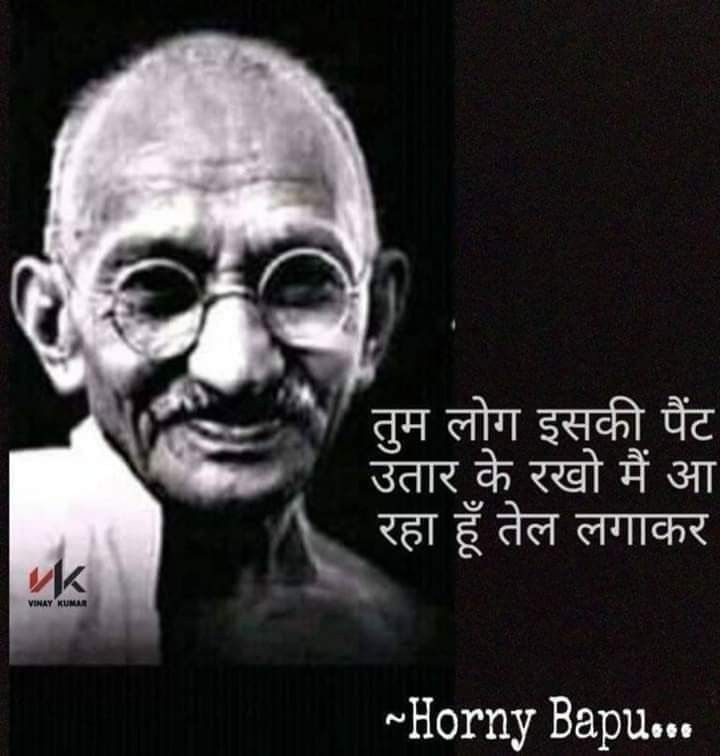 तुम लोग इसकी पैंट
उतार के रखो मैं आ
रहा हूँ तेल लगाकर
VK
VINAY KUMAR
~Horny Bapu...